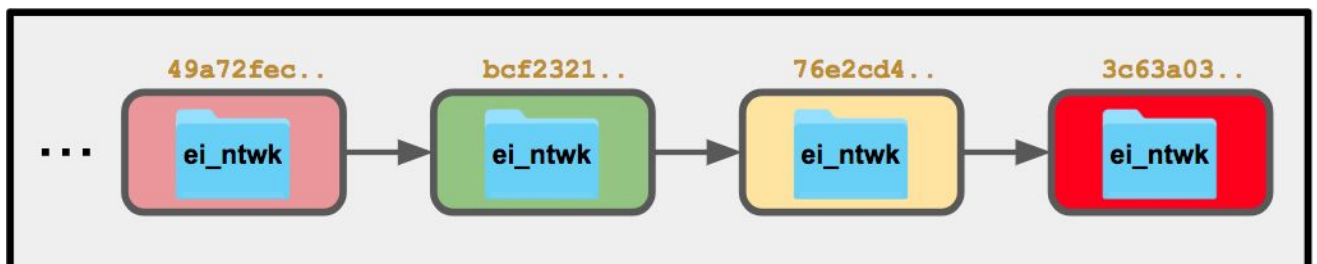 49a72fec.. bcf2321.. 76e2cd4.. 3c63a03..
... ei_ntwk ei_ntwk ei_ntwk ei_ntwk